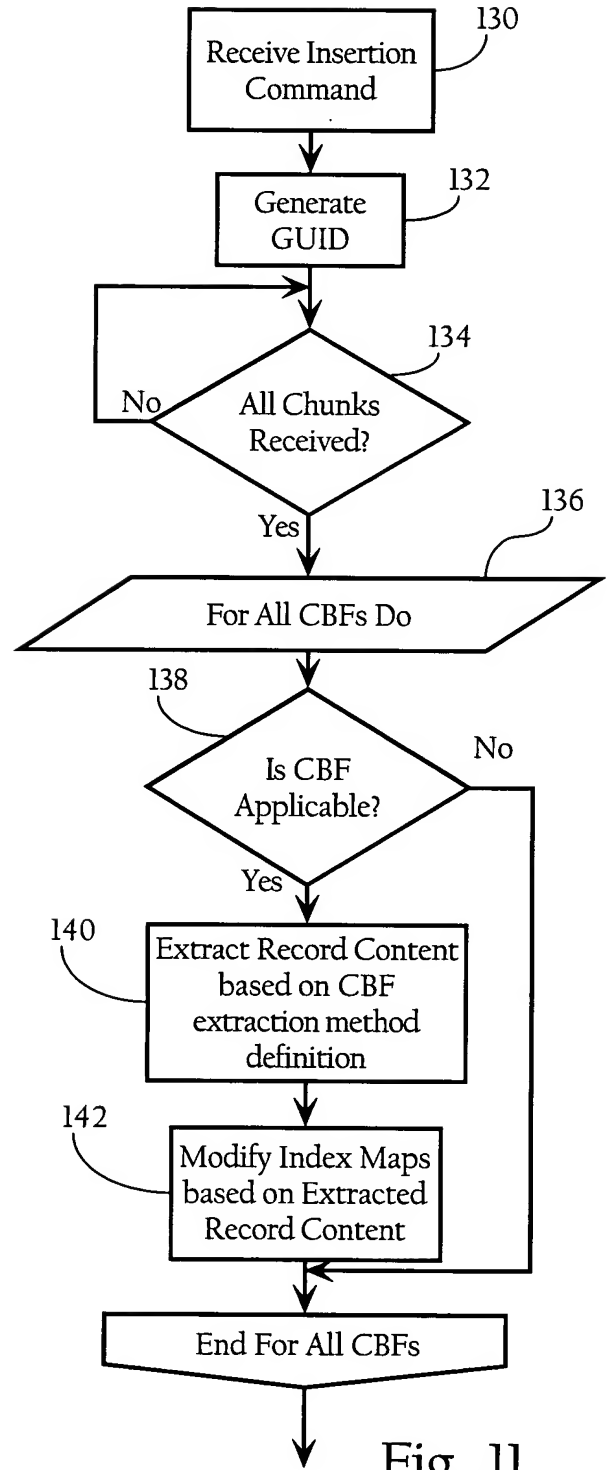 130
Receive Insertion
Command
132
Generate
GUID
134
All Chunks
Received?
No
Yes
136
For All CBFs Do
138
Is CBF
Applicable?
No
Yes
140
Extract Record Content
based on CBF
extraction method
definition
142
Modify Index Maps
based on Extracted
Record Content
End For All CBFs
Fig. 11